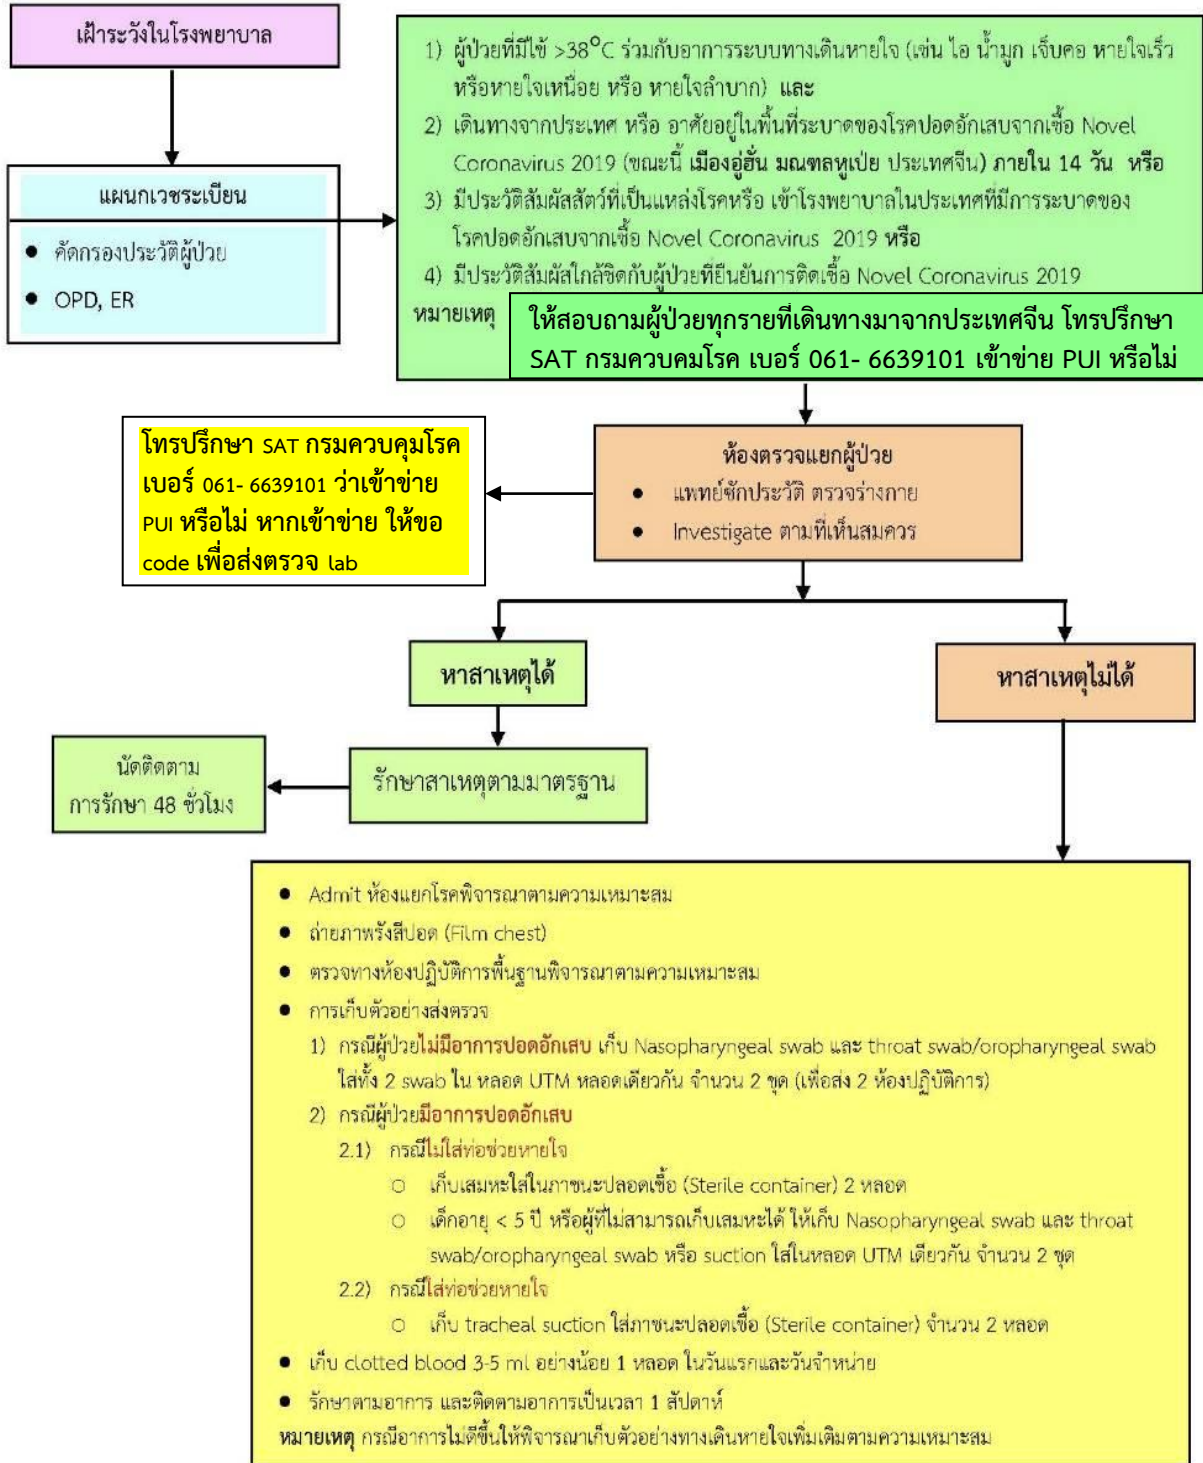 เฝ้าระวังในโรงพยาบาล
แผนกเวชระเบียน
● คัดกรองประวัติผู้ป่วย
● OPD, ER
1) ผู้ป่วยที่มีไข้ >38°C ร่วมกับอาการระบบทางเดินหายใจ (เช่น ไอ น้ำมูก เจ็บคอ หายใจเร็ว
หรือหายใจเหนื่อย หรือ หายใจลำบาก) และ
2) เดินทางจากประเทศ หรือ อาศัยอยู่ในพื้นที่ระบาดของโรคปอดอักเสบจากเชื้อ Novel
Coronavirus 2019 (ขณะนี้ เมืองอู่ฮั่น มณฑลหูเป่ย ประเทศจีน) ภายใน 14 วัน หรือ
3) มีประวัติสัมผัสสัตว์ที่เป็นแหล่งโรคหรือ เข้าโรงพยาบาลในประเทศที่มีการระบาดของ
โรคปอดอักเสบจากเชื้อ Novel Coronavirus 2019 หรือ
4) มีประวัติสัมผัสใกล้ชิดกับผู้ป่วยที่ยืนยันการติดเชื้อ Novel Coronavirus 2019
หมายเหตุ
ให้สอบถามผู้ป่วยทุกรายที่เดินทางมาจากประเทศจีน โทรปรึกษา
SAT กรมควบคมโรค เบอร์ 061- 6639101 เข้าข่าย PUI หรือไม่
โทรปรึกษา SAT กรมควบคุมโรค
เบอร์ 061- 6639101 ว่าเข้าข่าย
PUI หรือไม่ หากเข้าข่าย ให้ขอ
code เพื่อส่งตรวจ lab
ห้องตรวจแยกผู้ป่วย
● แพทย์ซักประวัติ ตรวจร่างกาย
● Investigate ตามที่เห็นสมควร
หาสาเหตุได้
หาสาเหตุไม่ได้
รักษาสาเหตุตามมาตรฐาน
นัดติดตาม
การรักษา 48 ชั่วโมง
● Admit ห้องแยกโรคพิจารณาตามความเหมาะสม
● ถ่ายภาพรังสีปอด (Film chest)
● ตรวจทางห้องปฏิบัติการพื้นฐานพิจารณาตามความเหมาะสม
● การเก็บตัวอย่างส่งตรวจ
1) กรณีผู้ป่วยไม่มีอาการปอดอักเสบ เก็บ Nasopharyngeal swab และ throat swab/oropharyngeal swab
ใส่ทั้ง 2 swab ใน หลอด UTM หลอดเดียวกัน จำนวน 2 ชุด (เพื่อส่ง 2 ห้องปฏิบัติการ)
2) กรณีผู้ป่วยมีอาการปอดอักเสบ
2.1) กรณีไม่ใส่ท่อช่วยหายใจ
○ เก็บเสมหะใส่ในภาชนะปลอดเชื้อ (Sterile container) 2 หลอด
○ เด็กอายุ < 5 ปี หรือผู้ที่ไม่สามารถเก็บเสมหะได้ ให้เก็บ Nasopharyngeal swab และ throat
swab/oropharyngeal swab หรือ suction ใส่ในหลอด UTM เดียวกัน จำนวน 2 ชุด
2.2) กรณีใส่ท่อช่วยหายใจ
○ เก็บ tracheal suction ใส่ภาชนะปลอดเชื้อ (Sterile container) จำนวน 2 หลอด
● เก็บ clotted blood 3-5 ml อย่างน้อย 1 หลอด ในวันแรกและวันจำหน่าย
● รักษาตามอาการ และติดตามอาการเป็นเวลา 1 สัปดาห์
หมายเหตุ กรณีอาการไม่ดีขึ้นให้พิจารณาเก็บตัวอย่างทางเดินหายใจเพิ่มเติมตามความเหมาะสม